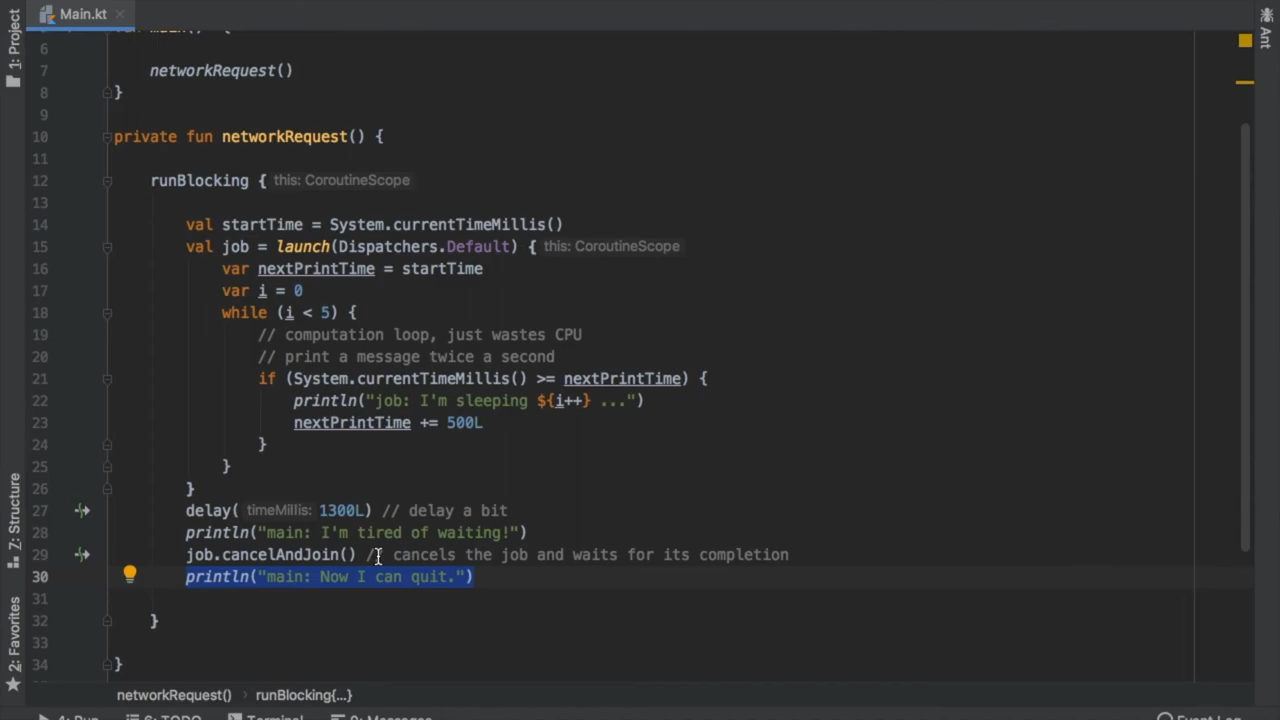 Main.kt
1: Project
Ant
6
7 networkRequest()
8 }
9
10 private fun networkRequest() {
11
12 runBlocking { this: CoroutineScope
13
14 val startTime = System.currentTimeMillis()
15 val job = launch(Dispatchers.Default) { this: CoroutineScope
16 var nextPrintTime = startTime
17 var i = 0
18 while (i < 5) {
19 // computation loop, just wastes CPU
20 // print a message twice a second
21 if (System.currentTimeMillis() >= nextPrintTime) {
22 println("job: I'm sleeping ${i++} ...")
23 nextPrintTime += 500L
24 }
25 }
26 }
27 delay( timeMillis: 1300L) // delay a bit
28 println("main: I'm tired of waiting!")
29 job.cancelAndJoin() // cancels the job and waits for its completion
30 println("main: Now I can quit.")
31
32 }
33
34 }
Z: Structure
2: Favorites
networkRequest() › runBlocking{...}
4: Run 6: TODO Terminal 0: Messages Event Log